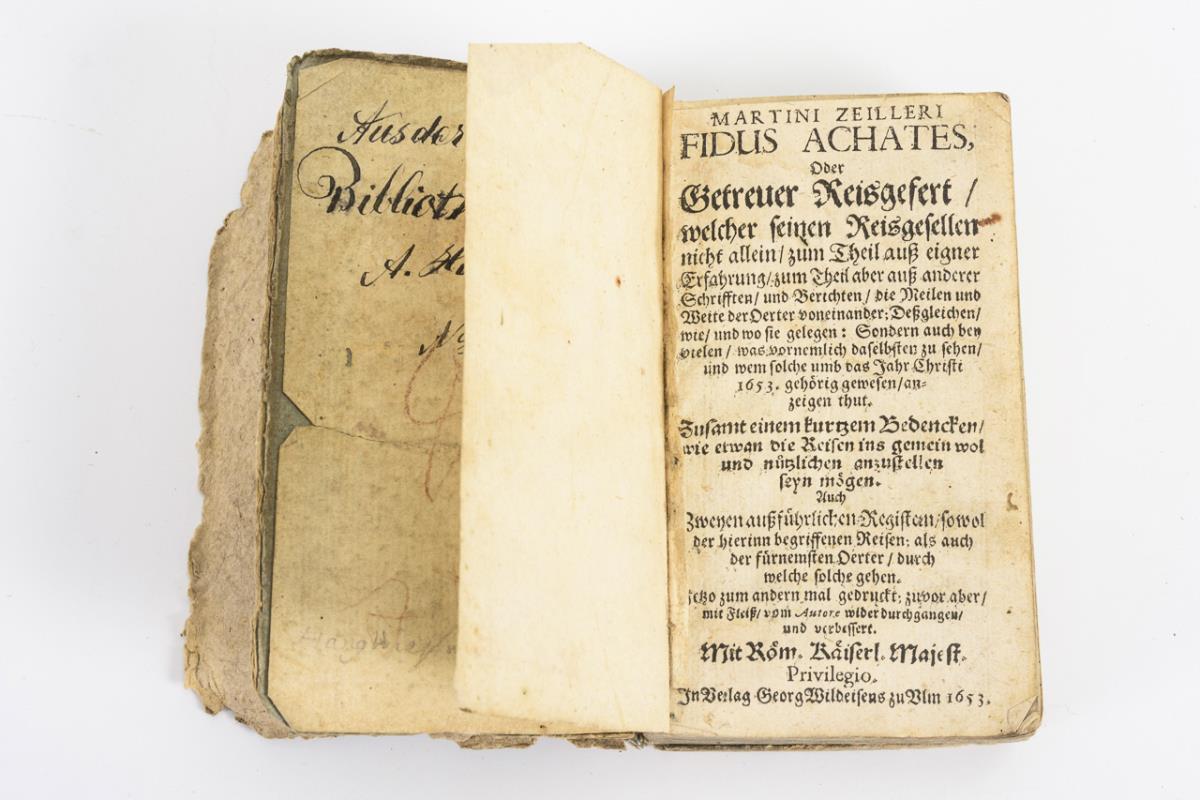 Aus der
Biblioth
A.
MARTINI ZEILLERI
FIDUS ACHATES,
Oder
Getreuer Reisgefert /
welcher seinen Reisgesellen
nicht allein / zum Theil auß eigner
Erfahrung / zum Theil aber auß anderer
Schrifften / und Berichten / die Meilen und
Weite der Oerter voneinander; Deßgleichen /
wie / und wo sie gelegen: Sondern auch bey
vielen / was vornemlich daselbsten zu sehen /
und wem solche umb das Jahr Christi
1653. gehörig gewesen / an-
zeigen thut.
Zusamt einem kurtzem Bedencken /
wie etwan die Reisen ins gemein wol
und nützlichen anzustellen
seyn mögen.
Auch
Zweyen außführlichen Registern / sowol
der hierinn begriffenen Reisen: als auch
der fürnemsten Oerter / durch
welche solche gehen.
Jetzo zum andern mal gedruckt; zuvor aber /
mit Fleiß / vom Autore widerdurchgangen /
und verbessert.
Mit Röm. Käiserl. Majest.
Privilegio.
In Verlag Georg Wildeisens zu Vlm 1653.